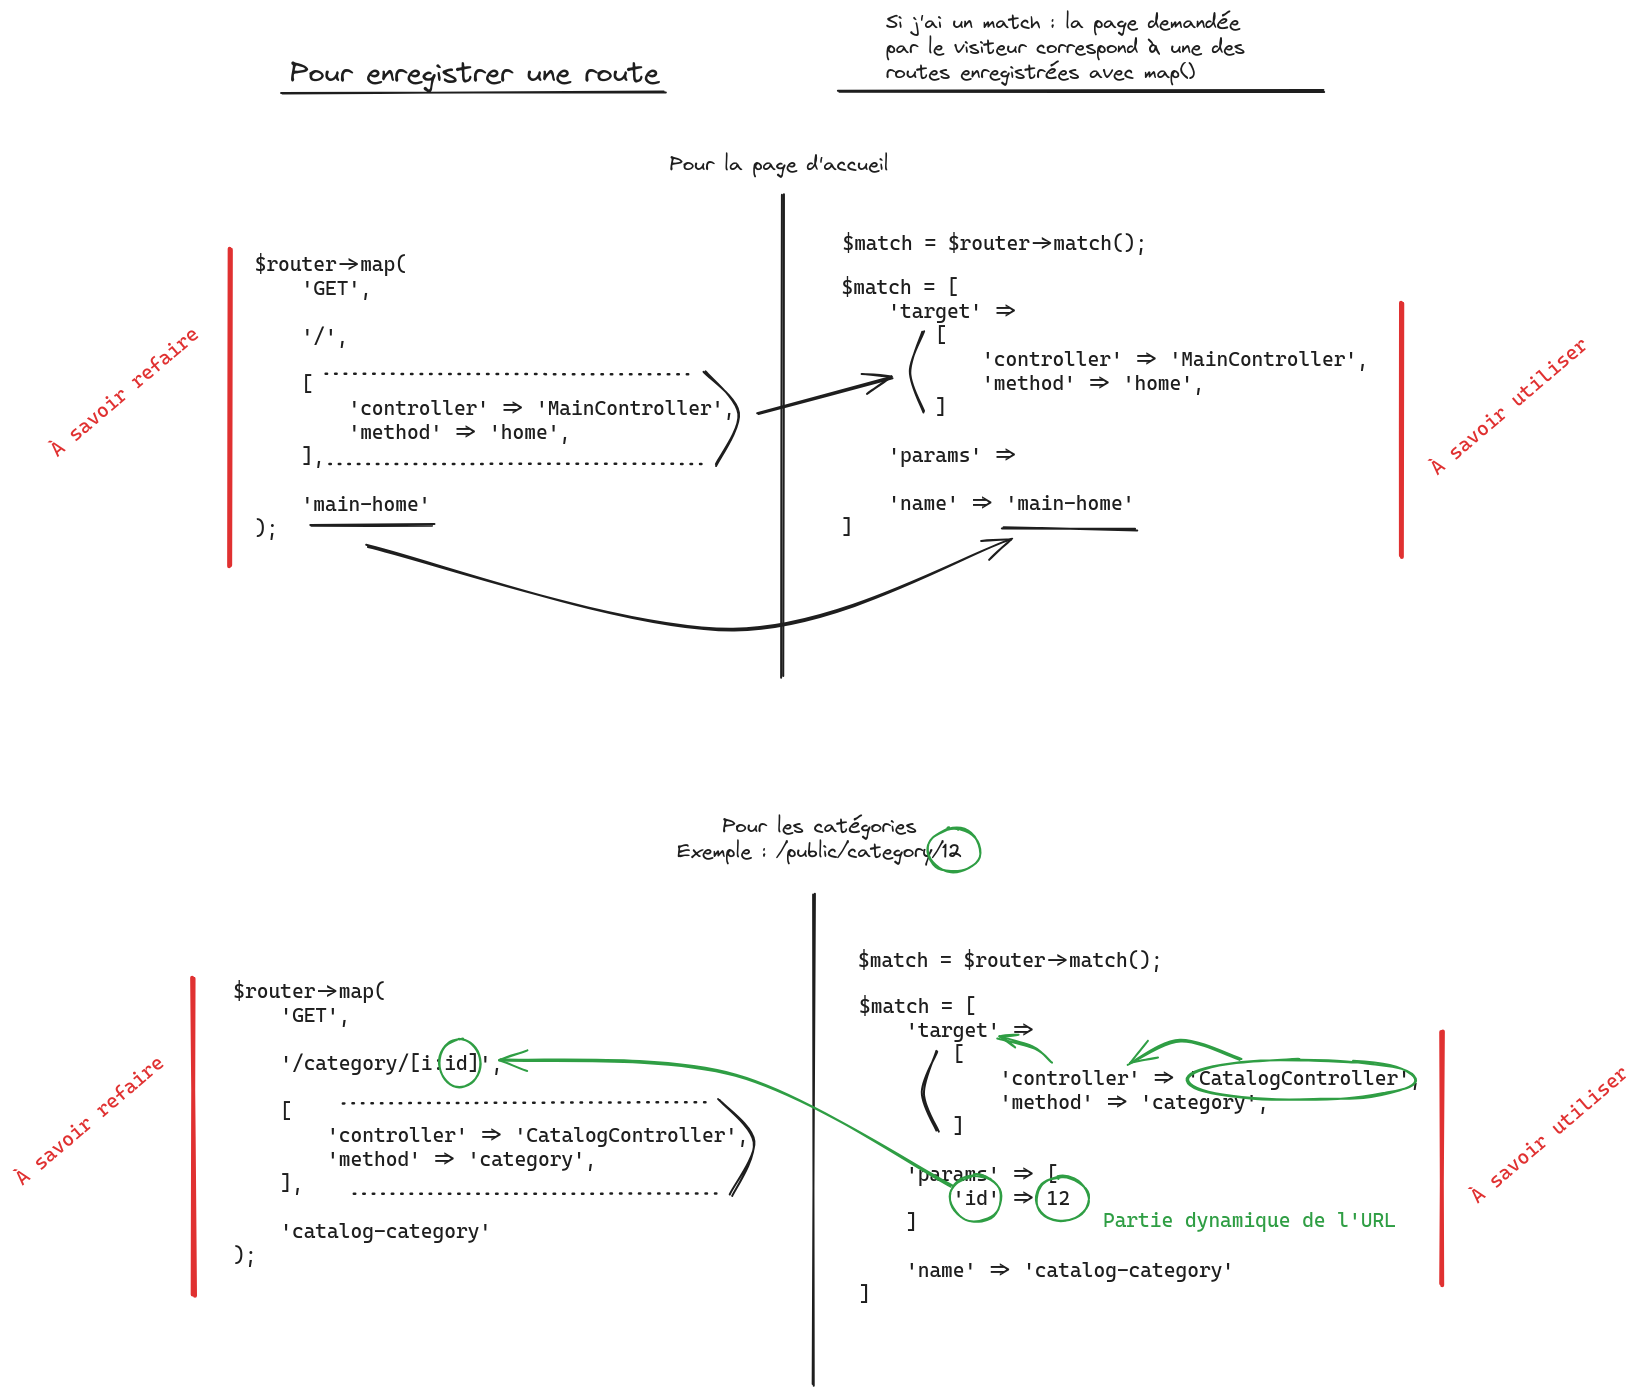 Pour enregistrer une route
Si j'ai un match : la page demandée
par le visiteur correspond à une des
routes enregistrées avec map()
Pour la page d'accueil
À savoir refaire
$router->map(
'GET',
'/',
[
'controller' => 'MainController',
'method' => 'home',
],
'main-home'
);
$match = $router->match();
$match = [
'target' =>
[
'controller' => 'MainController',
'method' => 'home',
]
'params' =>
'name' => 'main-home'
]
À savoir utiliser
Pour les catégories
Exemple : /public/category/12
À savoir refaire
$router->map(
'GET',
'/category/[i:id]',
[
'controller' => 'CatalogController',
'method' => 'category',
],
'catalog-category'
);
$match = $router->match();
$match = [
'target' =>
[
'controller' => 'CatalogController',
'method' => 'category',
]
'params' => [
'id' => 12
]
Partie dynamique de l'URL
'name' => 'catalog-category'
]
À savoir utiliser